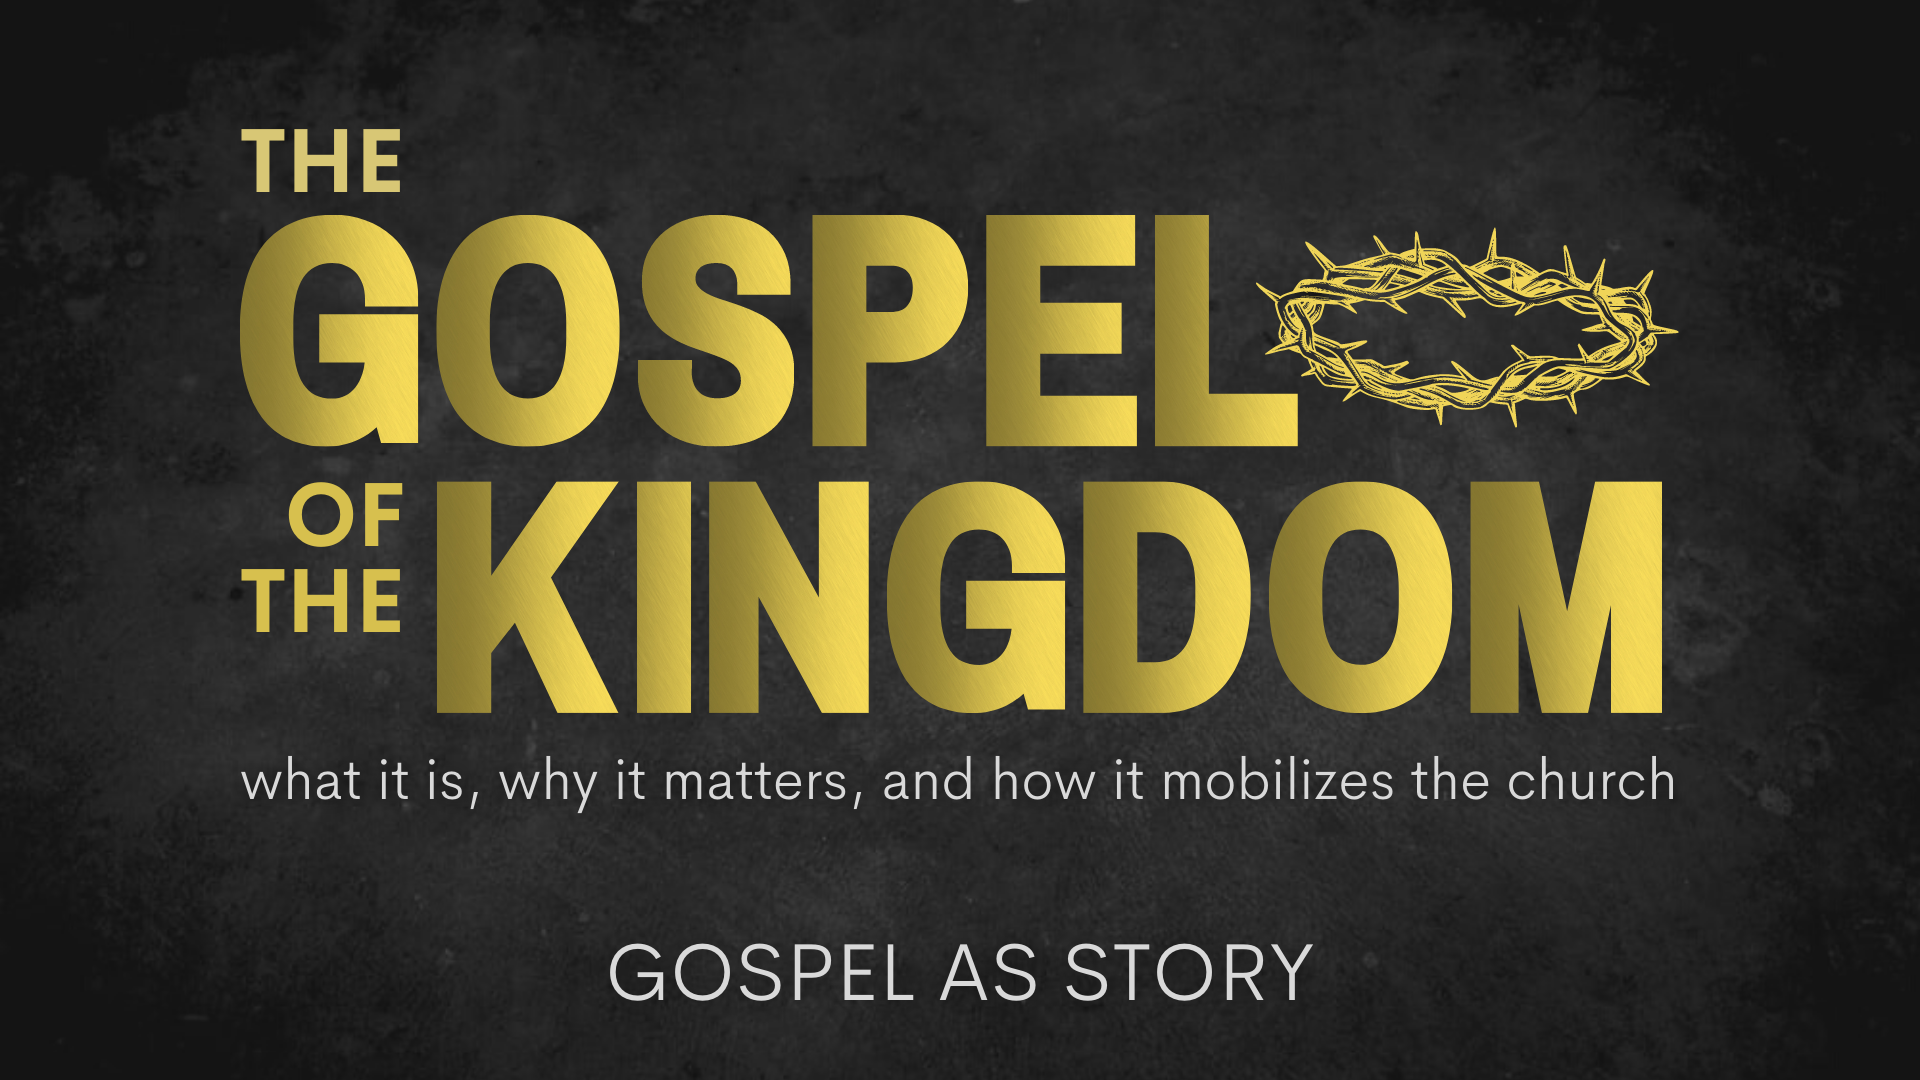 THE
GOSPEL
OF
THE
KINGDOM
what it is, why it matters, and how it mobilizes the church
GOSPEL AS STORY